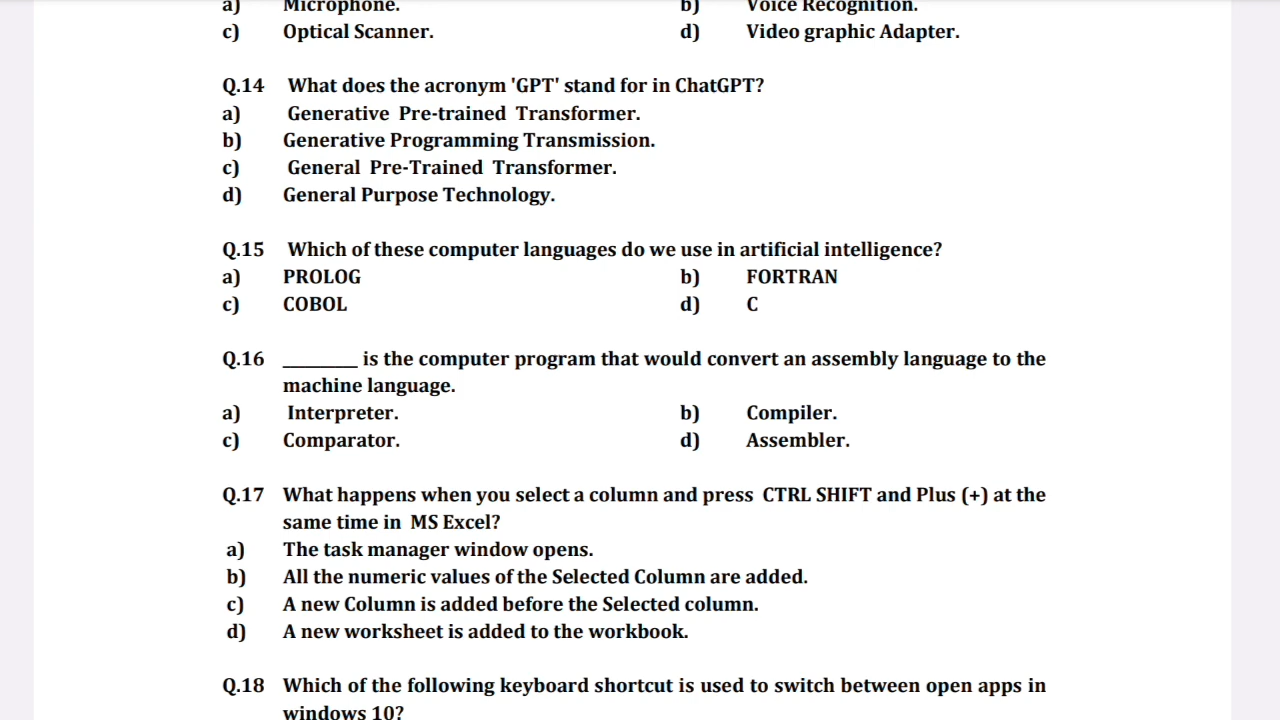 a) Microphone. b) Voice Recognition.
c) Optical Scanner. d) Video graphic Adapter.
Q.14 What does the acronym 'GPT' stand for in ChatGPT?
a) Generative Pre-trained Transformer.
b) Generative Programming Transmission.
c) General Pre-Trained Transformer.
d) General Purpose Technology.
Q.15 Which of these computer languages do we use in artificial intelligence?
a) PROLOG b) FORTRAN
c) COBOL d) C
Q.16 ________ is the computer program that would convert an assembly language to the
machine language.
a) Interpreter. b) Compiler.
c) Comparator. d) Assembler.
Q.17 What happens when you select a column and press CTRL SHIFT and Plus (+) at the
same time in MS Excel?
a) The task manager window opens.
b) All the numeric values of the Selected Column are added.
c) A new Column is added before the Selected column.
d) A new worksheet is added to the workbook.
Q.18 Which of the following keyboard shortcut is used to switch between open apps in
windows 10?